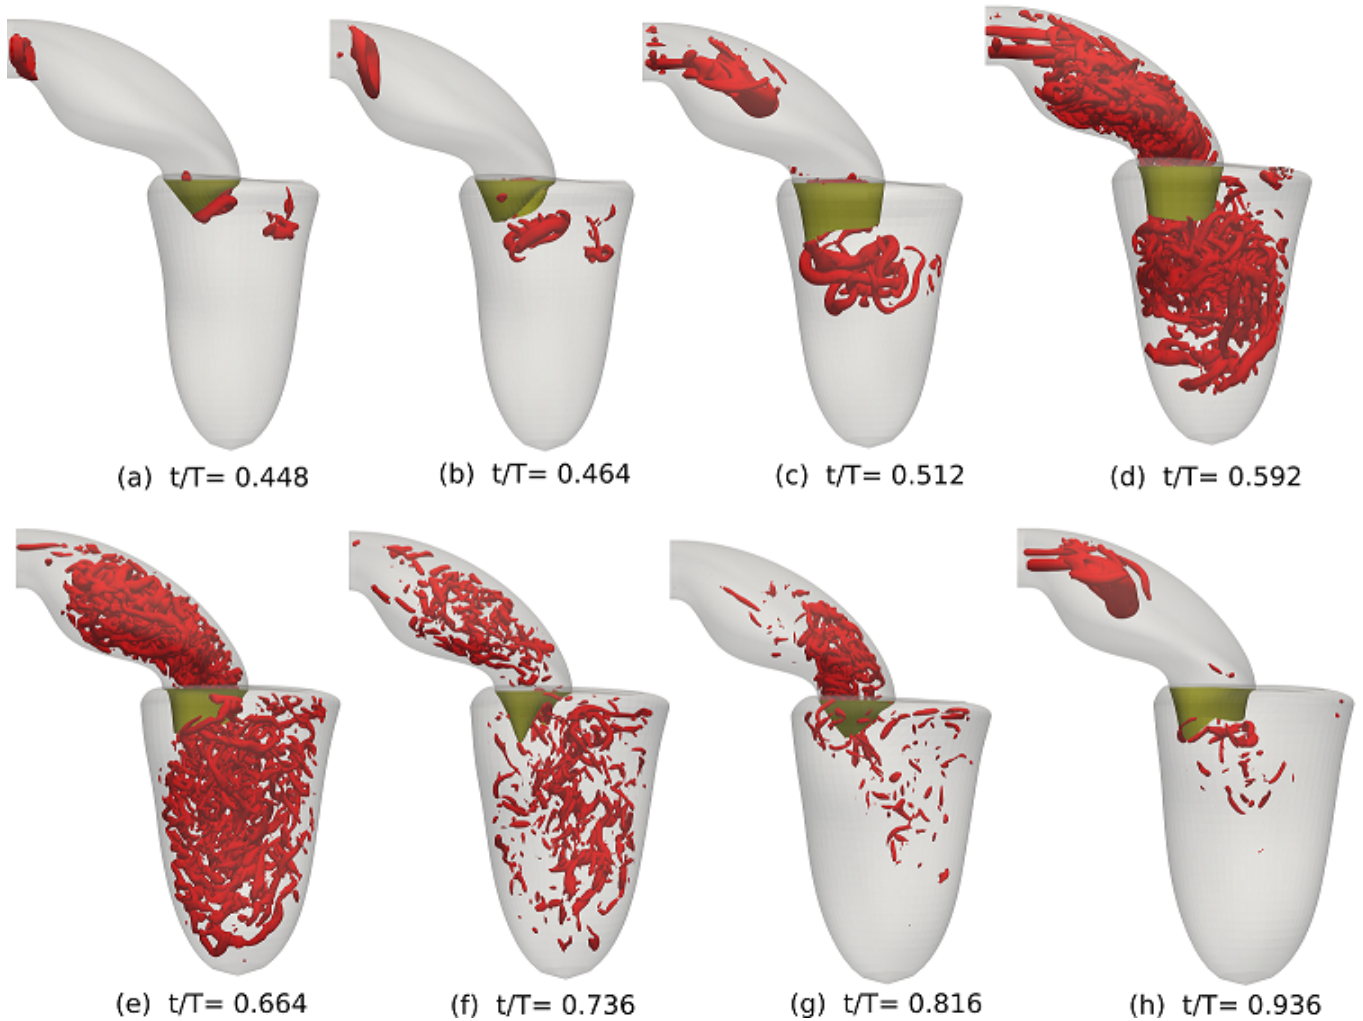 (a) t/T= 0.448
(b) t/T= 0.464
(c) t/T= 0.512
(d) t/T= 0.592
(e) t/T= 0.664
(f) t/T= 0.736
(g) t/T= 0.816
(h) t/T= 0.936